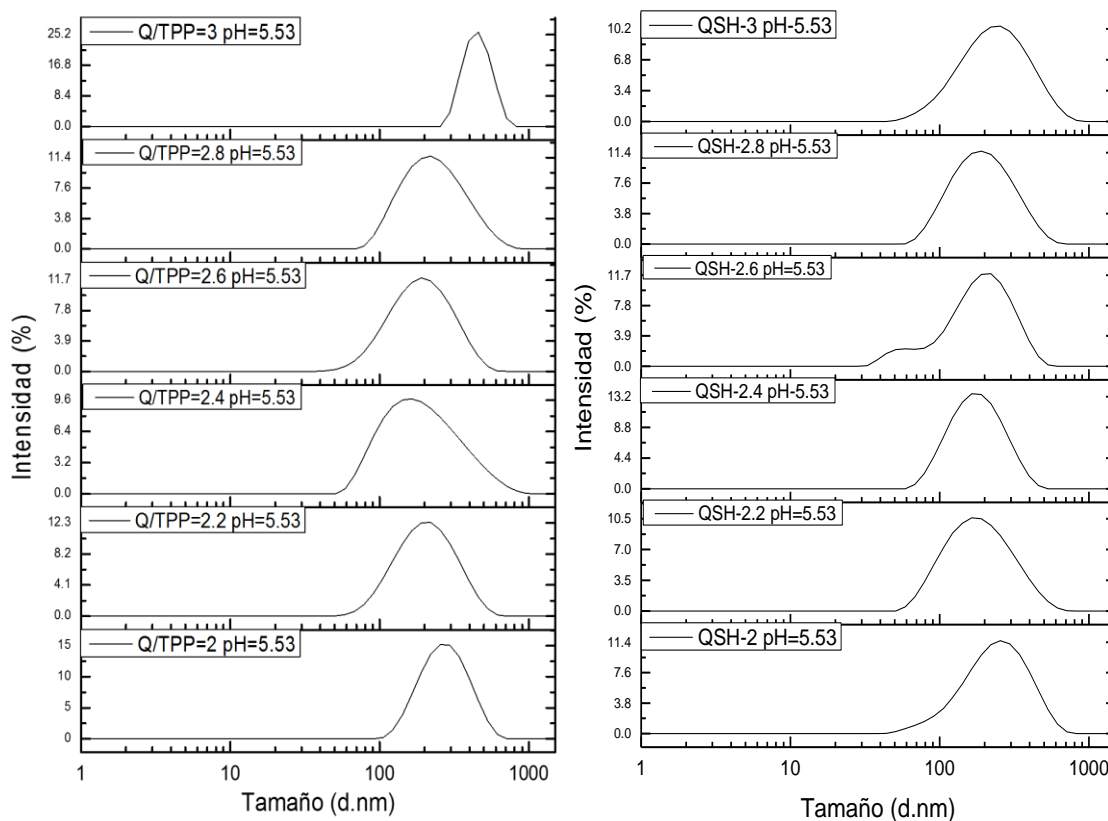 Q/TPP=3 pH=5.53
25.2
16.8
8.4
0.0
Q/TPP=2.8 pH=5.53
11.4
7.6
3.8
0.0
Q/TPP=2.6 pH=5.53
11.7
7.8
3.9
0.0
Q/TPP=2.4 pH=5.53
9.6
6.4
3.2
0.0
Q/TPP=2.2 pH=5.53
12.3
8.2
4.1
0.0
Q/TPP=2 pH=5.53
15
10
5
0
1 10 100 1000
Tamaño (d.nm)
Intensidad (%)
QSH-3 pH-5.53
10.2
6.8
3.4
0.0
QSH-2.8 pH-5.53
11.4
7.6
3.8
0.0
QSH-2.6 pH=5.53
11.7
7.8
3.9
0.0
QSH-2.4 pH-5.53
13.2
8.8
4.4
0.0
QSH-2.2 pH=5.53
10.5
7.0
3.5
0.0
QSH-2 pH=5.53
11.4
7.6
3.8
0.0
1 10 100 1000
Tamaño (d.nm)
Intensidad (%)